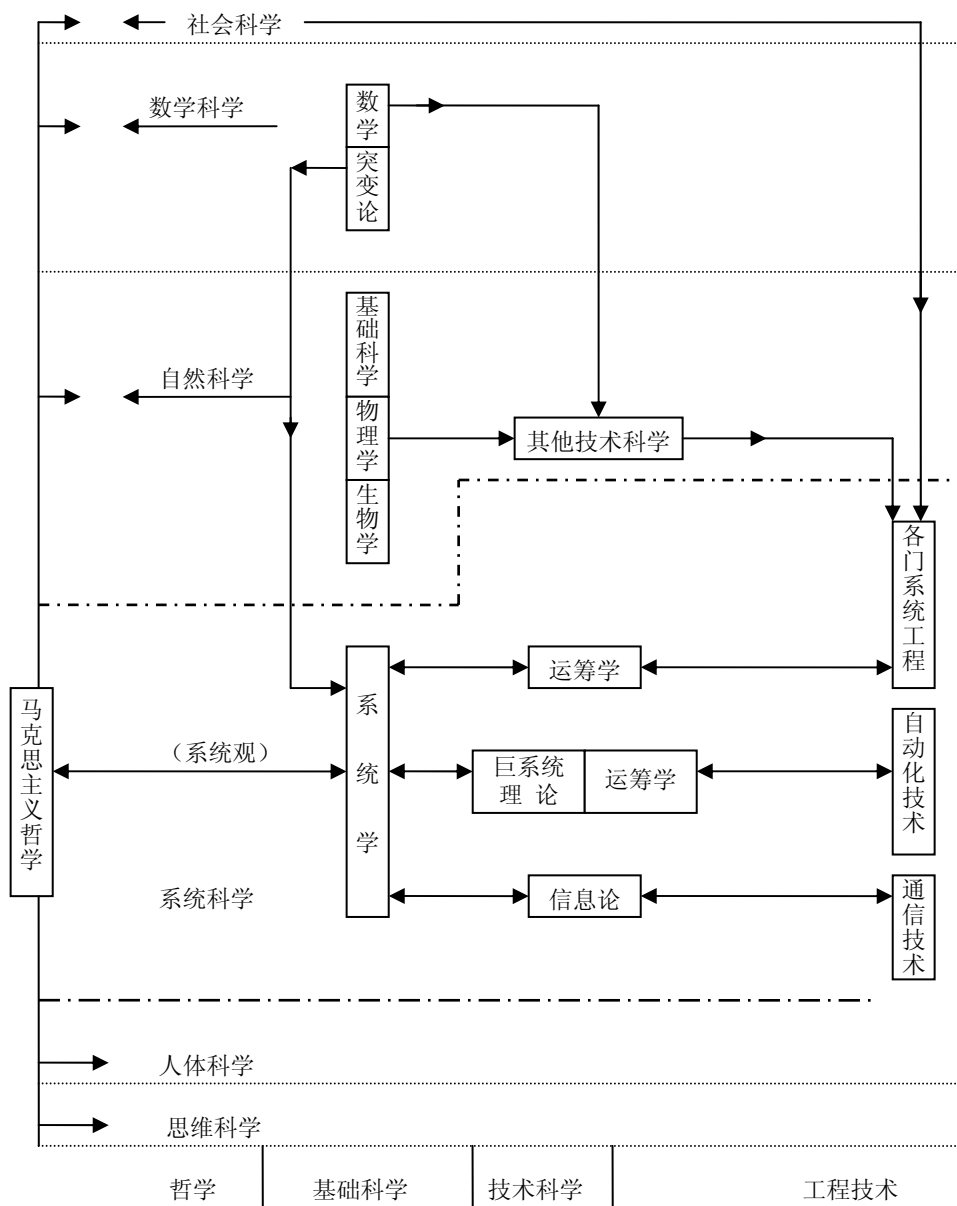 社会科学
数学科学
数学
突变论
基础科学
自然科学
物理学
其他技术科学
生物学
各门系统工程
系统学
运筹学
马克思主义哲学
（系统观）
巨系统
理 论
运筹学
自动化技术
系统科学
信息论
通信技术
人体科学
思维科学
哲学
基础科学
技术科学
工程技术